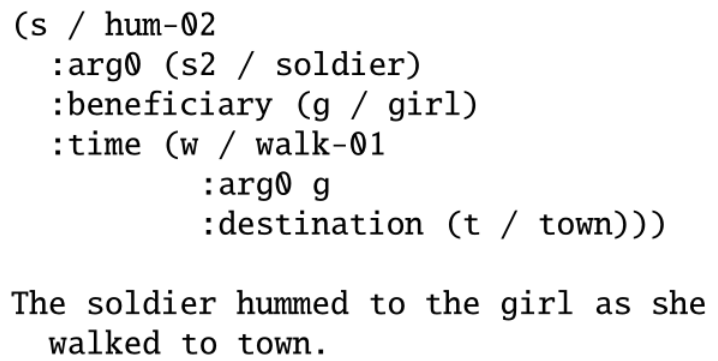 (s / hum-02
:arg0 (s2 / soldier)
:beneficiary (g / girl)
:time (w / walk-01
:arg0 g
:destination (t / town)))
The soldier hummed to the girl as she
walked to town.